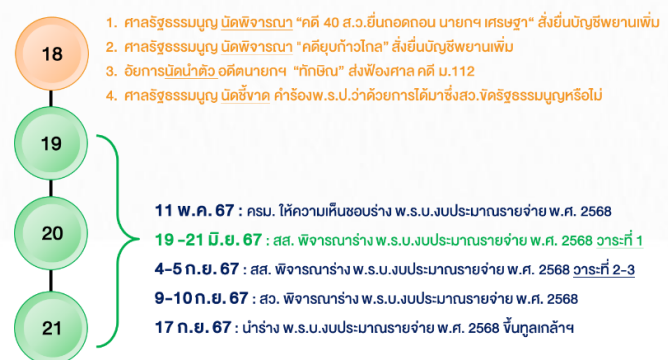 18
1. ศาลรัฐธรรมนูญ นัดพิจารณา “คดี 40 ส.ว.ยื่นถอดถอน นายกฯ เศรษฐา“ สั่งยื่นบัญชีพยานเพิ่ม
2. ศาลรัฐธรรมนูญ นัดพิจารณา "คดียุบก้าวไกล" สั่งยื่นบัญชีพยานเพิ่ม
3. อัยการนัดนำตัว อดีตนายกฯ “ทักษิณ” ส่งฟ้องศาล คดี ม.112
4. ศาลรัฐธรรมนูญ นัดชี้ขาด คำร้องพ.ร.ป.ว่าด้วยการได้มาซึ่งสว.ขัดรัฐธรรมนูญหรือไม่
19
20
21
11 พ.ค. 67 : ครม. ให้ความเห็นชอบร่าง พ.ร.บ.งบประมาณรายจ่าย พ.ศ. 2568
19 -21 มิ.ย. 67 : สส. พิจารณาร่าง พ.ร.บ.งบประมาณรายจ่าย พ.ศ. 2568 วาระที่ 1
4-5 ก.ย. 67 : สส. พิจารณาร่าง พ.ร.บ.งบประมาณรายจ่าย พ.ศ. 2568 วาระที่ 2-3
9-10 ก.ย. 67 : สว. พิจารณาร่าง พ.ร.บ.งบประมาณรายจ่าย พ.ศ. 2568
17 ก.ย. 67 : นำร่าง พ.ร.บ.งบประมาณรายจ่าย พ.ศ. 2568 ขึ้นทูลเกล้าฯ